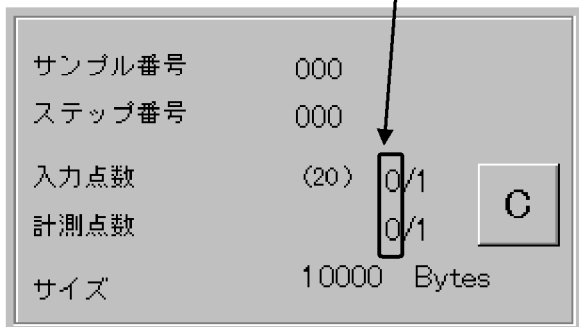 サンプル番号 000
ステップ番号 000
入力点数 (20) 0/1
計測点数 0/1
C
サイズ 10000 Bytes